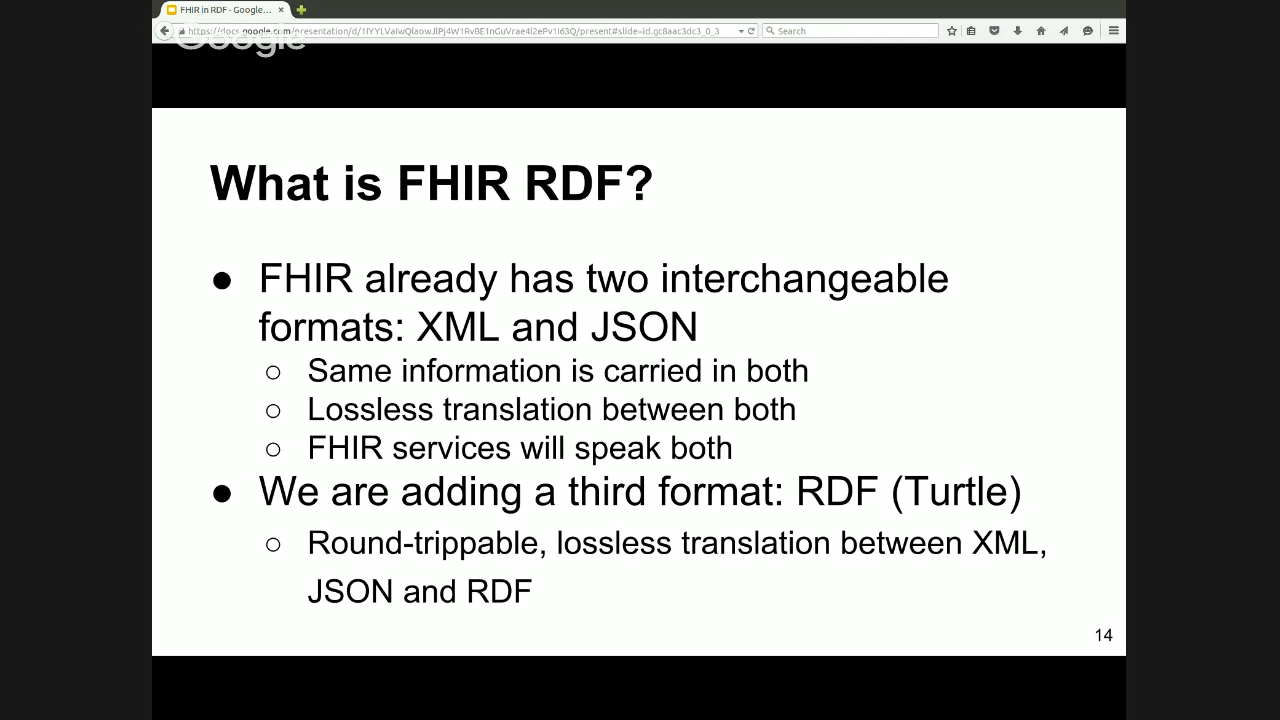 FHIR in RDF - Google...
Google
Search
What is FHIR RDF?
● FHIR already has two interchangeable
formats: XML and JSON
○ Same information is carried in both
○ Lossless translation between both
○ FHIR services will speak both
● We are adding a third format: RDF (Turtle)
○ Round-trippable, lossless translation between XML,
JSON and RDF
14